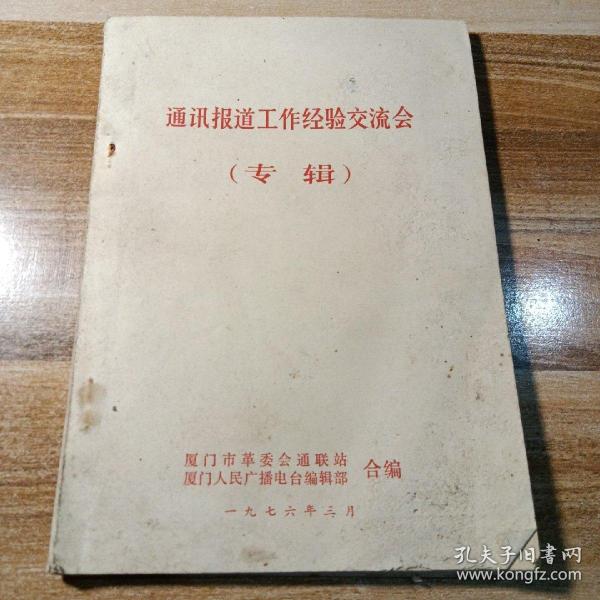 通讯报道工作经验交流会
（专辑）
厦门市革委会通联站
厦门人民广播电台编辑部
合编
一九七六年三月
孔夫子旧书网
www.kongfz.com